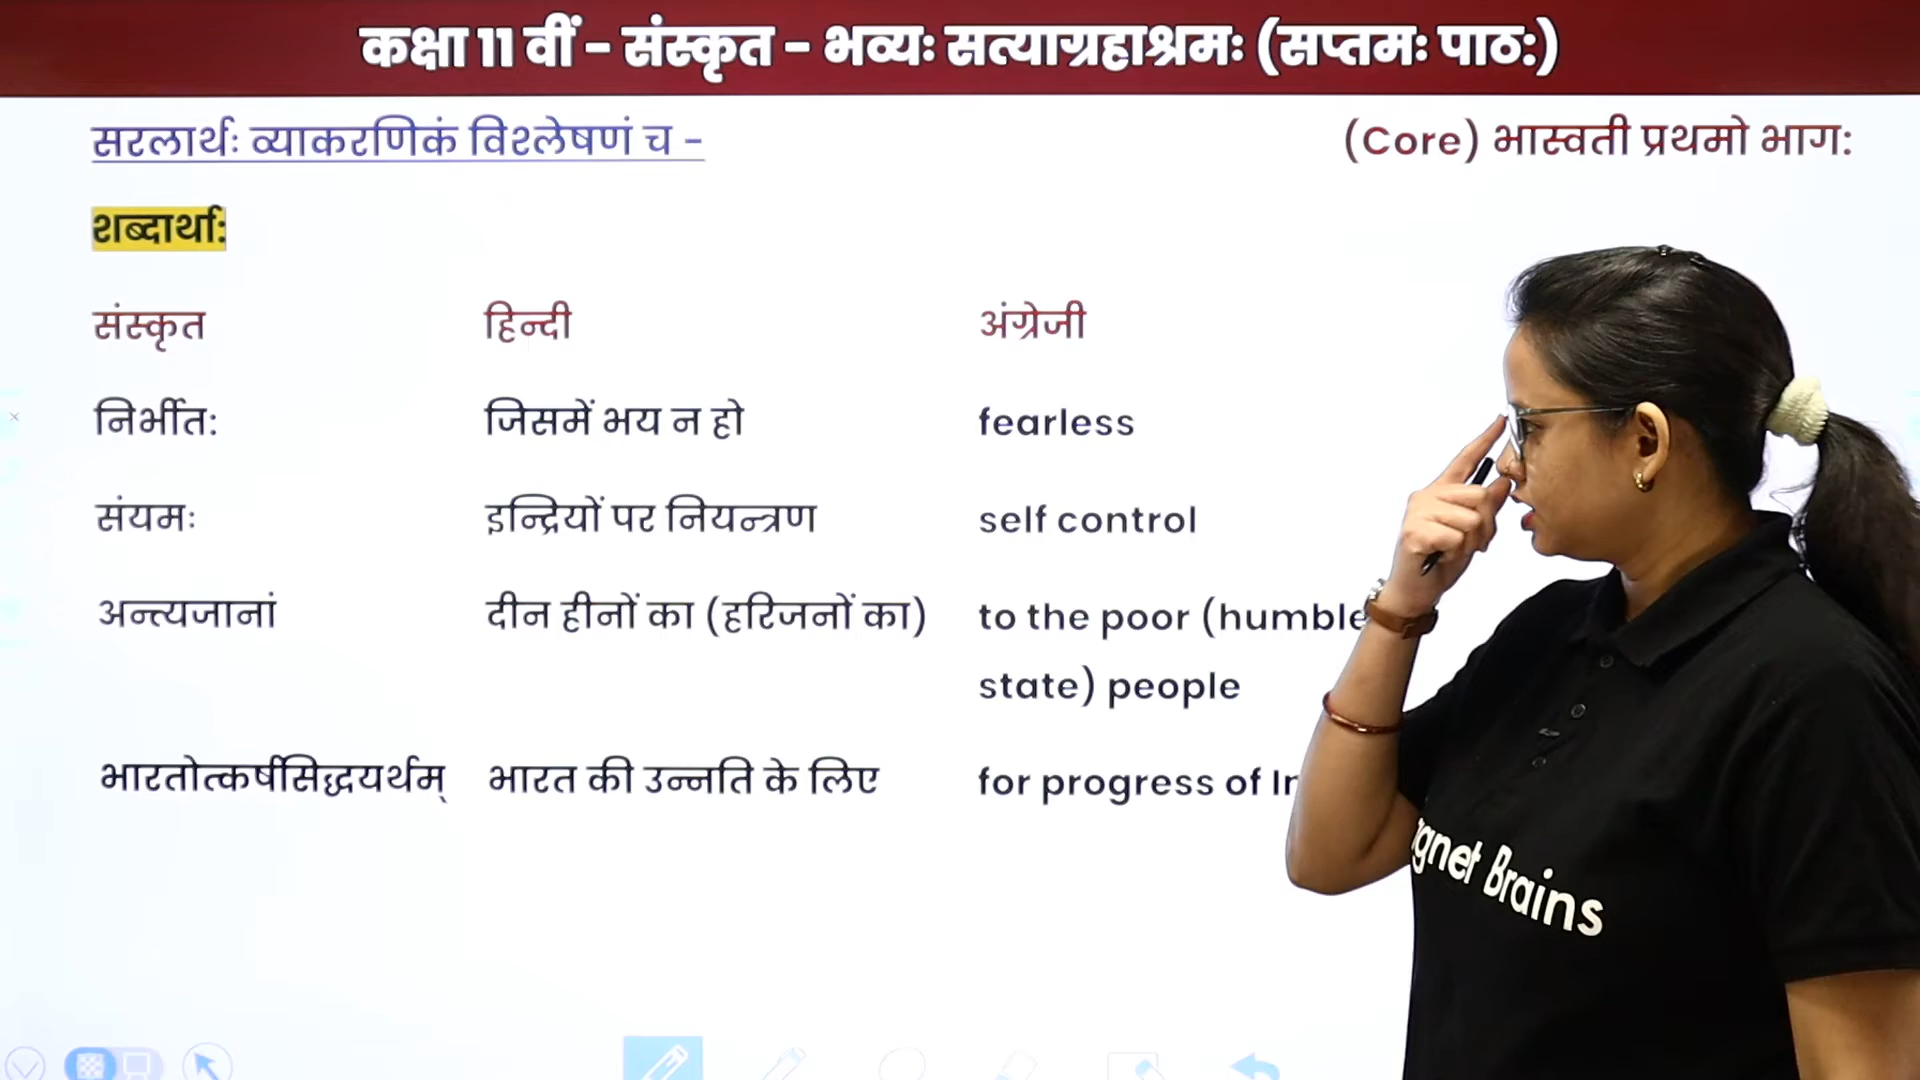 कक्षा 11 वीं - संस्कृत - भव्यः सत्याग्रहाश्रमः (सप्तमः पाठ:)
सरलार्थः व्याकरणिकं विश्लेषणं च -
(Core) भास्वती प्रथमो भाग:
शब्दार्था:
संस्कृत हिन्दी अंग्रेजी
निर्भीत: जिसमें भय न हो fearless
संयमः इन्द्रियों पर नियन्त्रण self control
अन्त्यजानां दीन हीनों का (हरिजनों का) to the poor (humble
state) people
भारतोत्कर्षसिद्धयर्थम् भारत की उन्नति के लिए for progress of
Brains